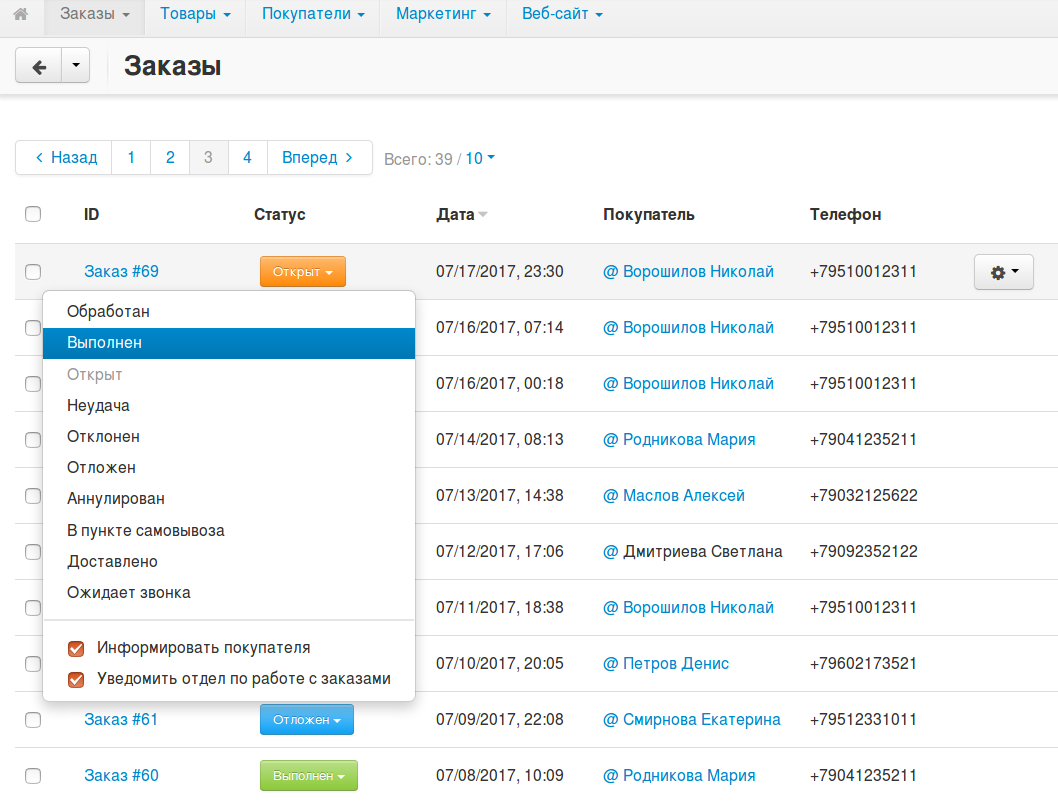 Заказы Товары Покупатели Маркетинг Веб-сайт
Заказы
Назад 1 2 3 4 Вперед Всего: 39 / 10
ID Статус Дата Покупатель Телефон
Заказ #69 Открыт 07/17/2017, 23:30 @ Ворошилов Николай +79510012311
Обработан
Выполнен 07/16/2017, 07:14 @ Ворошилов Николай +79510012311
Открыт 07/16/2017, 00:18 @ Ворошилов Николай +79510012311
Неудача
Отклонен 07/14/2017, 08:13 @ Родникова Мария +79041235211
Отложен
Аннулирован 07/13/2017, 14:38 @ Маслов Алексей +79032125622
В пункте самовывоза
Доставлено 07/12/2017, 17:06 @ Дмитриева Светлана +79092352122
Ожидает звонка 07/11/2017, 18:38 @ Ворошилов Николай +79510012311
Информировать покупателя 07/10/2017, 20:05 @ Петров Денис +79602173521
Уведомить отдел по работе с заказами
Заказ #61 Отложен 07/09/2017, 22:08 @ Смирнова Екатерина +79512331011
Заказ #60 Выполнен 07/08/2017, 10:09 @ Родникова Мария +79041235211